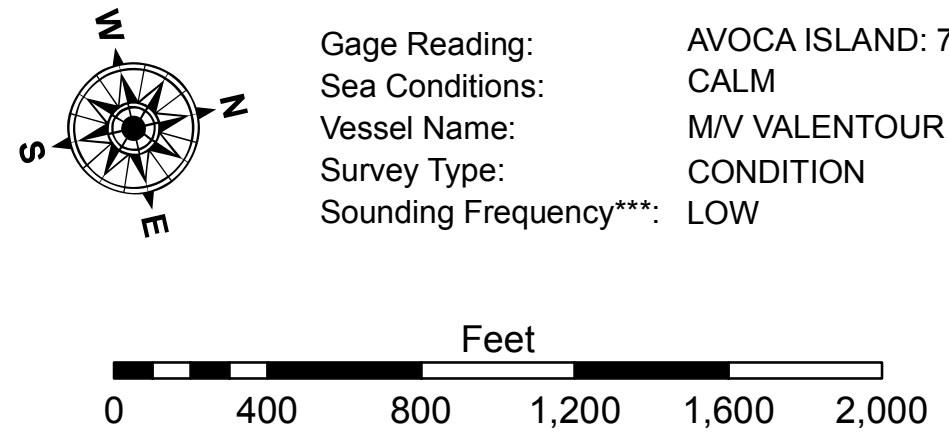 W
N
S
E
Gage Reading: AVOCA ISLAND: 7
Sea Conditions: CALM
Vessel Name: M/V VALENTOUR
Survey Type: CONDITION
Sounding Frequency***: LOW
Feet
0 400 800 1,200 1,600 2,000